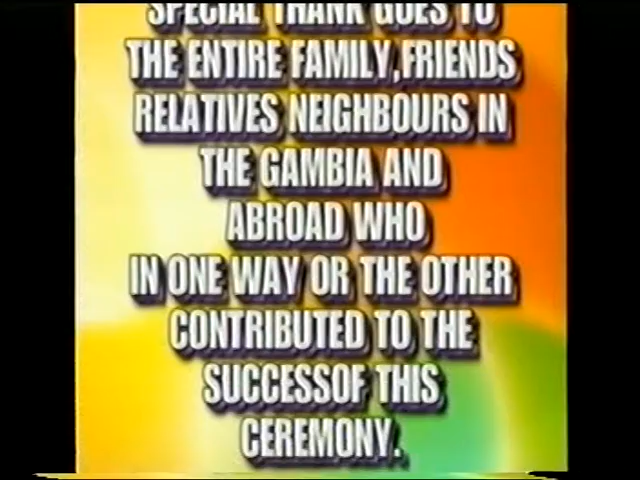 SPECIAL THANK GOES TO
THE ENTIRE FAMILY,FRIENDS
RELATIVES NEIGHBOURS IN
THE GAMBIA AND
ABROAD WHO
IN ONE WAY OR THE OTHER
CONTRIBUTED TO THE
SUCCESSOF THIS
CEREMONY.